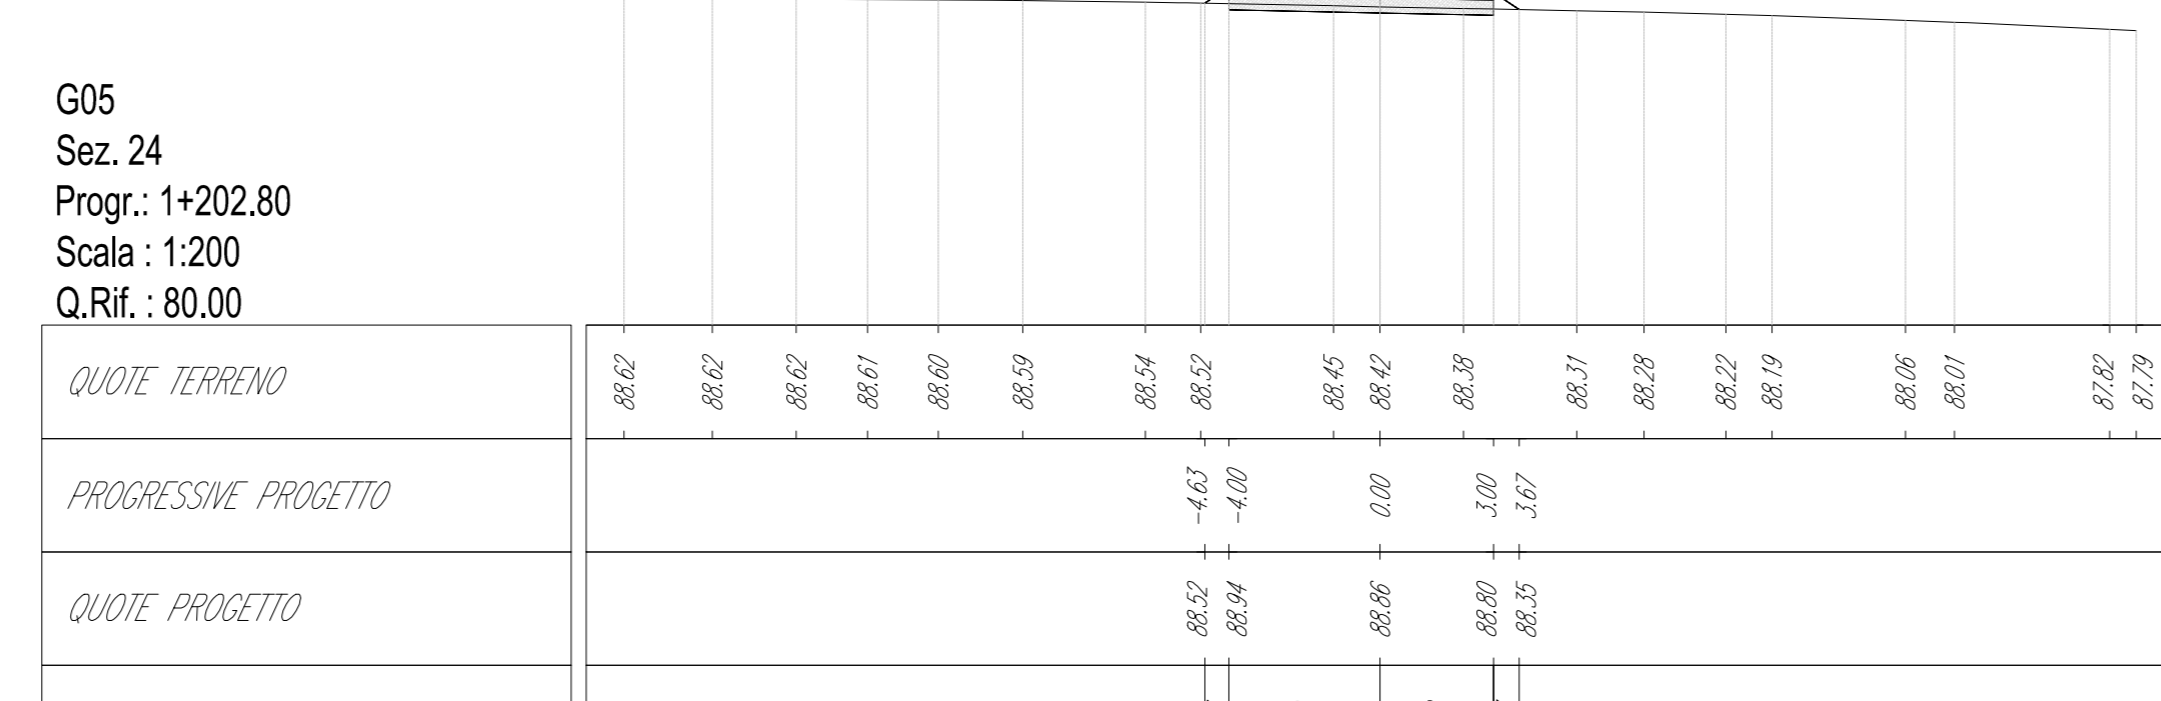 G05
Sez. 24
Progr.: 1+202.80
Scala : 1:200
Q.Rif. : 80.00
QUOTE TERRENO 88.62 88.62 88.62 88.61 88.60 88.59 88.54 88.52 88.45 88.42 88.38 88.31 88.28 88.22 88.19 88.06 88.01 87.82 87.79
PROGRESSIVE PROGETTO -4.63 -4.00 0.00 3.00 3.67
QUOTE PROGETTO 88.52 88.94 88.86 88.80 88.35